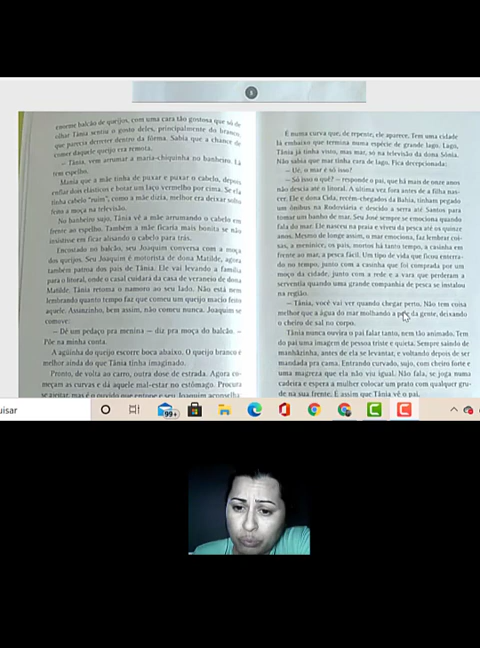 enorme balcão de queijos, com uma cara tão gostosa que só de
olhar Tânia sentiu o gosto deles, principalmente do branco,
que parecia derreter dentro da fôrma. Sabia que a chance de
comer daquele queijo era remota.
— Tânia, vem arrumar a maria-chiquinha no banheiro. Lá
tem espelho.
Mania que a mãe tinha de puxar e puxar o cabelo, depois
enfiar dois elásticos e botar um laço vermelho por cima. Se ela
tinha cabelo "ruim", como a mãe dizia, melhor era deixar solto
feito a moça na televisão.
No banheiro sujo, Tânia vê a mãe arrumando o cabelo em
frente ao espelho. Também a mãe ficaria mais bonita se não
insistisse em ficar alisando o cabelo para trás.
Encostado no balcão, seu Joaquim conversa com a moça
dos queijos. Seu Joaquim é motorista de dona Matilde, agora
também patroa dos pais de Tânia. Ele vai levando a família
para o litoral, onde o casal cuidará da casa de veraneio de dona
Matilde. Tânia retoma o namoro ao seu lado. Não está nem
lembrando quanto tempo faz que comeu um queijo macio feito
aquele. Assinzinho, bem assim, não comeu nunca. Joaquim se
comove:
— Dê um pedaço pra menina — diz pra moça do balcão. —
Põe na minha conta.
A agüinha do queijo escorre boca abaixo. O queijo branco é
melhor ainda do que Tânia tinha imaginado.
Pronto, de volta ao carro, outra dose de estrada. Agora co-
meçam as curvas e dá aquele mal-estar no estômago. Procura
se ajeitar, mas é o ouvido que entope e seu Joaquim aconselha
É numa curva que, de repente, ele aparece. Tem uma cidade
lá embaixo que termina numa espécie de grande lago. Lago,
Tânia já tinha visto, mas mar, só na televisão da dona Sônia.
Não sabia que mar tinha cara de lago. Fica decepcionada:
— Ué, o mar é só isso?
— Só isso o quê? — responde o pai, que há mais de onze anos
não descia até o litoral. A última vez fora antes de a filha nas-
cer. Ele e dona Cida, recém-chegados da Bahia, tinham pegado
um ônibus na Rodoviária e descido a serra até Santos para
tomar um banho de mar. Seu José sempre se emociona quando
fala do mar. Ele nasceu na praia e viveu da pesca até os quinze
anos. Mesmo de longe assim, o mar emociona, faz lembrar coi-
sas, a meninice, os pais, mortos há tanto tempo, a casinha em
frente ao mar, a pesca fácil. Um tipo de vida que ficou enterra-
do no tempo, junto com a casinha que foi comprada por um
moço da cidade, junto com a rede e a vara que perderam a
serventia quando uma grande companhia de pesca se instalou
na região.
— Tânia, você vai ver quando chegar perto. Não tem coisa
melhor que a água do mar molhando o pé da gente, deixando
o cheiro de sal no corpo.
Tânia nunca ouvira o pai falar tanto, nem tão animado. Tem
do pai uma imagem de pessoa triste e quieta. Sempre saindo de
manhãzinha, antes de ela se levantar, e voltando depois de ser
mandada pra cama. Entrando curvado, sujo, com cheiro forte e
uma magreza que ela não viu igual. Não fala, se joga numa
cadeira e espera a mulher colocar um prato com qualquer gru-
de na sua frente. É assim que Tânia vê o pai.
uisar
99+